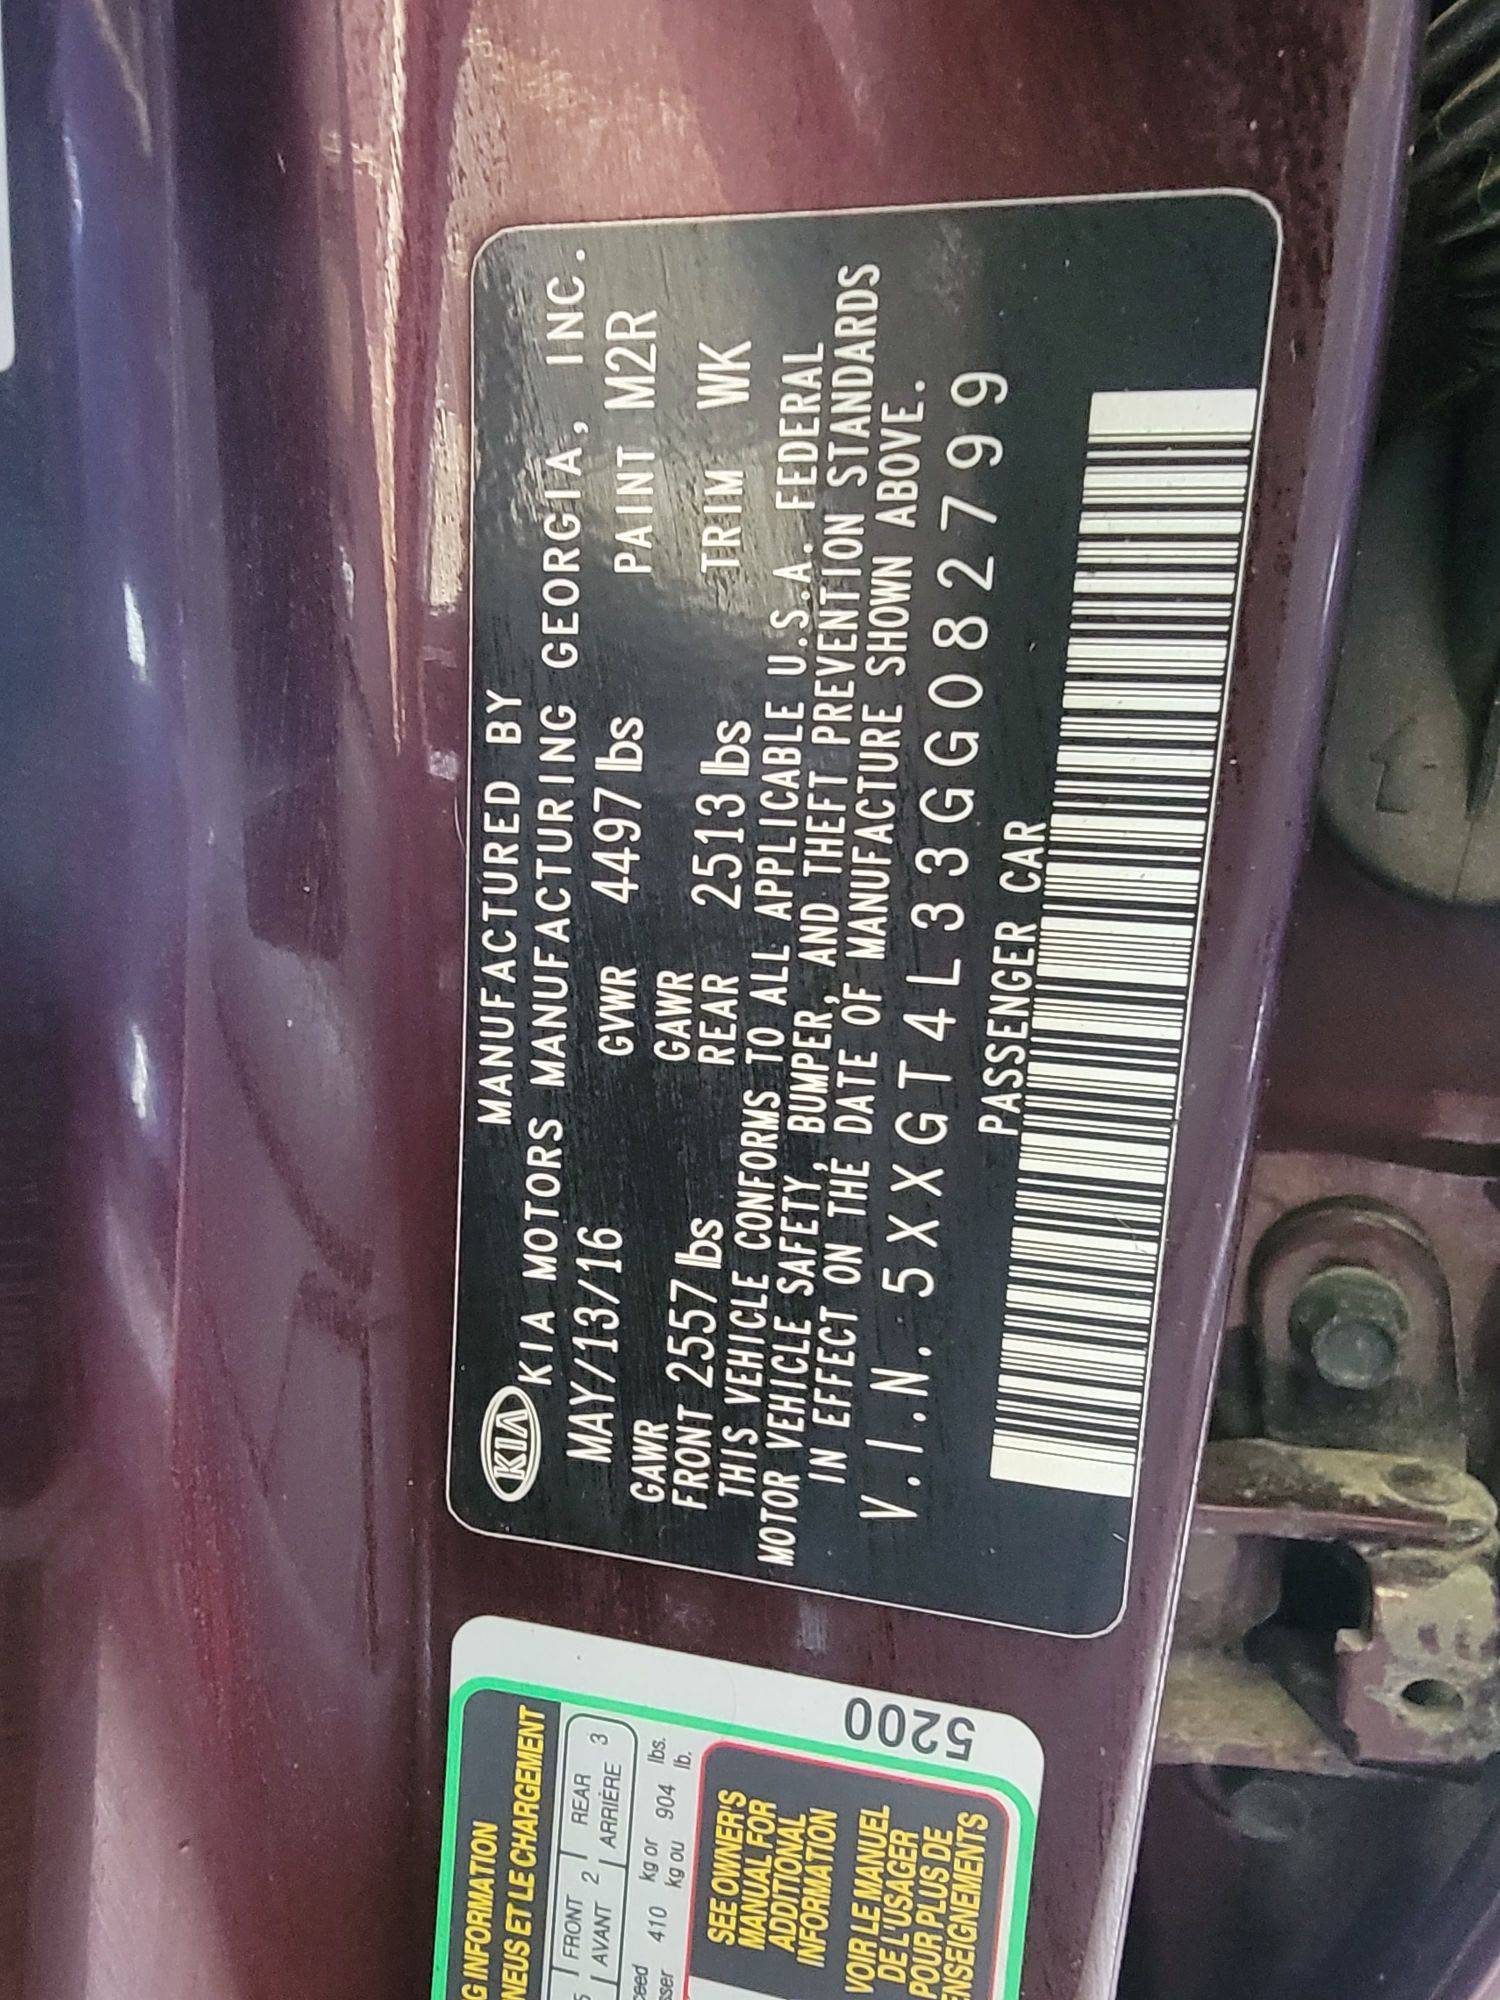 MANUFACTURED BY
KIA KIA MOTORS MANUFACTURING GEORGIA, INC.
MAY/13/16 GVWR 4497 lbs PAINT M2R
GAWR GAWR
FRONT 2557 lbs REAR 2513 lbs TRIM WK
THIS VEHICLE CONFORMS TO ALL APPLICABLE U.S.A. FEDERAL
MOTOR VEHICLE SAFETY, BUMPER, AND THEFT PREVENTION STANDARDS
IN EFFECT ON THE DATE OF MANUFACTURE SHOWN ABOVE.
V.I.N. 5XXGT4L33GG082799
PASSENGER CAR
INFORMATION
ET LE CHARGEMENT
FRONT 2 REAR 3
AVANT ARRIÈRE
410 kg or 904 lbs.
kg ou lb.
SEE OWNER'S
MANUAL FOR
ADDITIONAL
INFORMATION
VOIR LE MANUEL
DE L'USAGER
POUR PLUS DE
5200